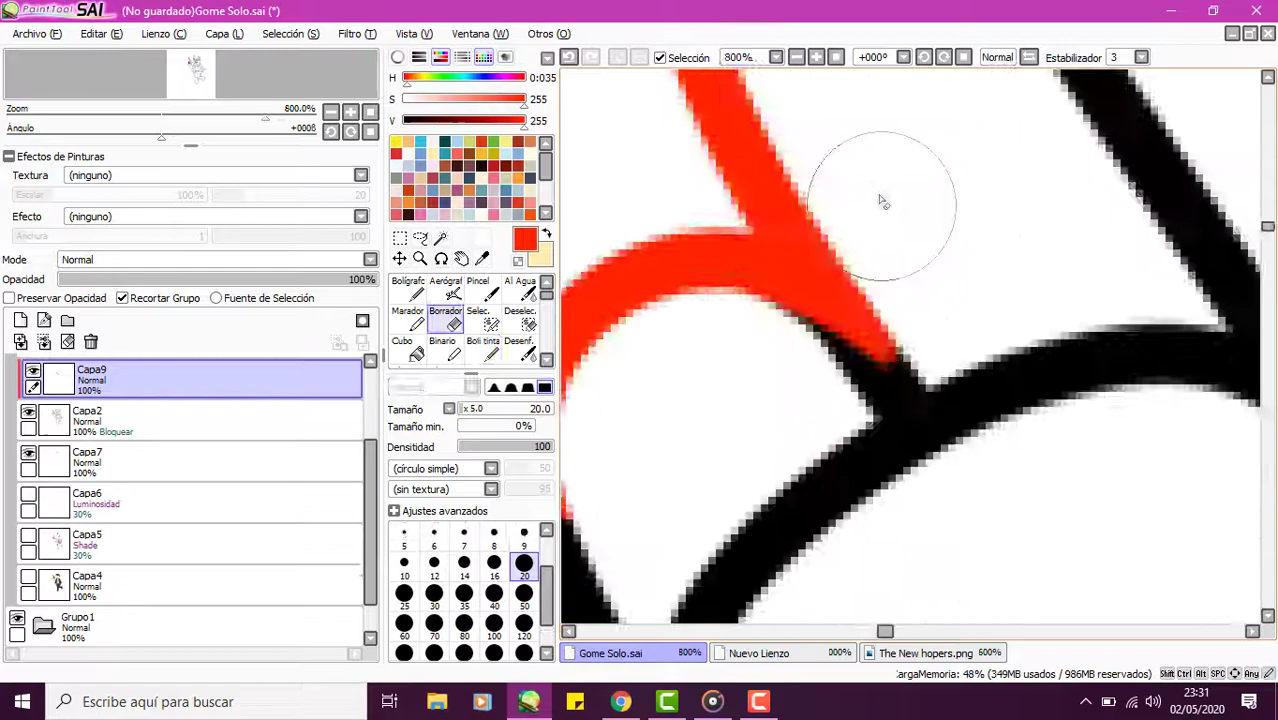 PaintTool SAI (No guardado)Gome Solo.sai (*)
Archivo (F) Editar (E) Lienzo (C) Capa (L) Selección (S) Filtro (T) Vista (V) Ventana (W) Otros (O)
Selección 800% +000° Normal Estabilizador 3
Zoom 800.0%
Ángulo +000º
Efectos de Pinturas
Textura (ninguno)
Escalar 100% 20
Efecto (ninguno)
Anchura 1 100
Modo Normal
Opacidad 100%
Preservar Opacidad Recortar Grupo Fuente de Selección
Capa9
Normal
100%
Capa2
Normal
100% Bloquear
Capa7
Normal
100%
Capa6
Luminosidad
30%
Capa5
Shade
30%
Capa4
Normal
100%
Grupo1
Normal
100%
H 0:035
S 255
V 255
Bolígrafo Aerógraf Pincel Al Agua
Marador Borrador Selec. Deselec.
Cubo Binario Boli tinta Desenf.
Tamaño x 5.0 20.0
Tamaño min. 0%
Densitidad 100
(círculo simple) 50
(sin textura) 95
Ajustes avanzados
5 6 7 8 9
10 12 14 16 20
25 30 35 40 50
60 70 80 100 120
Gome Solo.sai 800% Nuevo Lienzo 000% The New hopers.png 600%
CargaMemoria: 48% (349MB usados / 986MB reservados) Shift Ctrl Alt SPC Any
Escribe aquí para buscar
23:31
02/05/2020